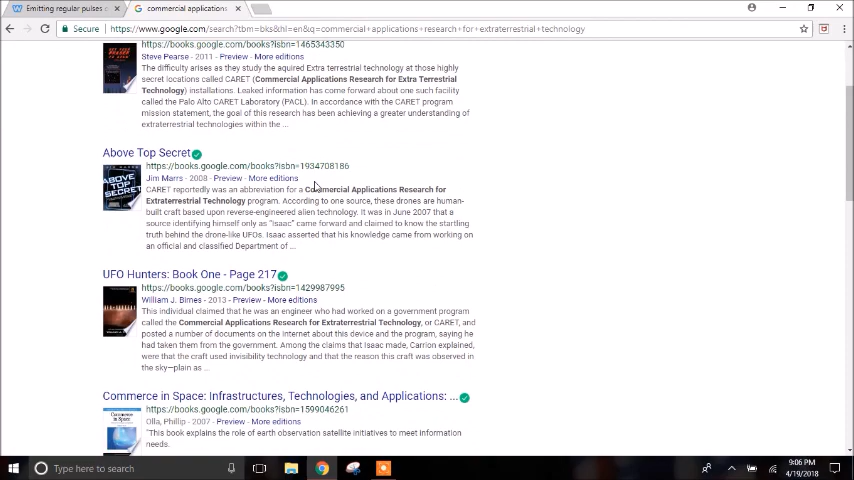 Emitting regular pulses o
commercial applications
Secure
https://www.google.com/search?tbm=bks&hl=en&q=commercial+applications+research+for+extraterrestrial+technology
https://books.google.com/books?isbn=1465343350
Steve Pearse - 2011 - Preview - More editions
The difficulty arises as they study the aquired Extra terrestrial technology at those highly
secret locations called CARET (Commercial Applications Research for Extra Terrestrial
Technology) installations. Leaked information has come about one such facility
called the Palo Alto CARET Laboratory (PACL). In accordance with the CARET program
mission statement, the goal of this research has been achieving a greater understanding of
extraterrestrial technologies within the ...
Above Top Secret
https://books.google.com/books?isbn=1934708186
ABOVE
TOP
SECRET
Jim Marrs - 2008 - Preview - More editions
CARET reportedly was an abbreviation for a Commercial Applications Research for
Extraterrestrial Technology program. According to one source, these drones are human-
built craft based upon reverse-engineered alien technology. It was in June 2007 that a
source identifying himself only as "Isaac" came forward and claimed to know the startling
truth behind the drone-like UFOs. Isaac asserted that his knowledge came from working on
an official and classified Department of ...
UFO Hunters: Book One - Page 217
https://books.google.com/books?isbn=1429987995
William J. Birnes - 2013 - Preview - More editions
This individual claimed that he was an engineer who had worked on a government program
called the Commercial Applications Research for Extraterrestrial Technology, or CARET, and
posted a number of documents on the Internet about this device and the program, saying he
had taken them from the government. Among the claims that Isaac made, Carrion explained,
were that the craft used invisibility technology and that the reason this craft was observed in
the sky—plain as ...
Commerce in Space: Infrastructures, Technologies, and Applications: ...
https://books.google.com/books?isbn=1599046261
Commerce
in Space
Olla, Phillip - 2007 - Preview - More editions
"This book explains the role of earth observation satellite initiatives to meet information
needs.
Type here to search
9:06 PM
4/19/2018